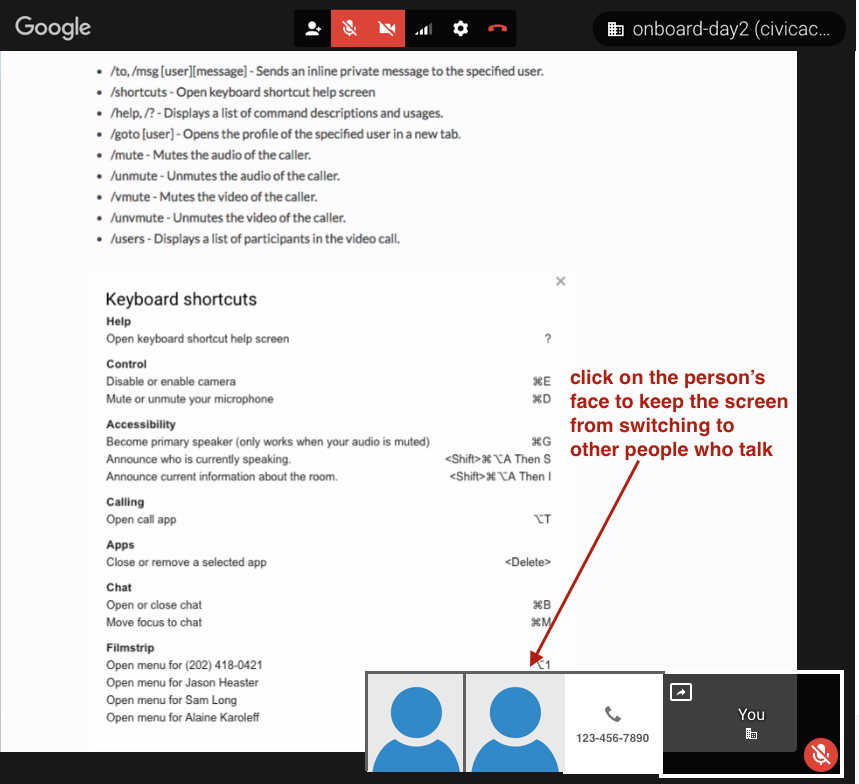 Google
onboard-day2 (civicac...
• /to, /msg [user][message] - Sends an inline private message to the specified user.
• /shortcuts - Open keyboard shortcut help screen
• /help, /? - Displays a list of command descriptions and usages.
• /goto [user] - Opens the profile of the specified user in a new tab.
• /mute - Mutes the audio of the caller.
• /unmute - Unmutes the audio of the caller.
• /vmute - Mutes the video of the caller.
• /unvmute - Unmutes the video of the caller.
• /users - Displays a list of participants in the video call.
Keyboard shortcuts
Help
Open keyboard shortcut help screen ?
Control
Disable or enable camera ⌘E
Mute or unmute your microphone ⌘D
Accessibility
Become primary speaker (only works when your audio is muted) ⌘G
Announce who is currently speaking. <Shift>⌘⌥A Then S
Announce current information about the room. <Shift>⌘⌥A Then I
Calling
Open call app ⌥T
Apps
Close or remove a selected app <Delete>
Chat
Open or close chat ⌘B
Move focus to chat ⌘M
Filmstrip
Open menu for (202) 418-0421 ⌥1
Open menu for Jason Heaster
Open menu for Sam Long
Open menu for Alaine Karoleff
click on the person's
face to keep the screen
from switching to
other people who talk
123-456-7890
You